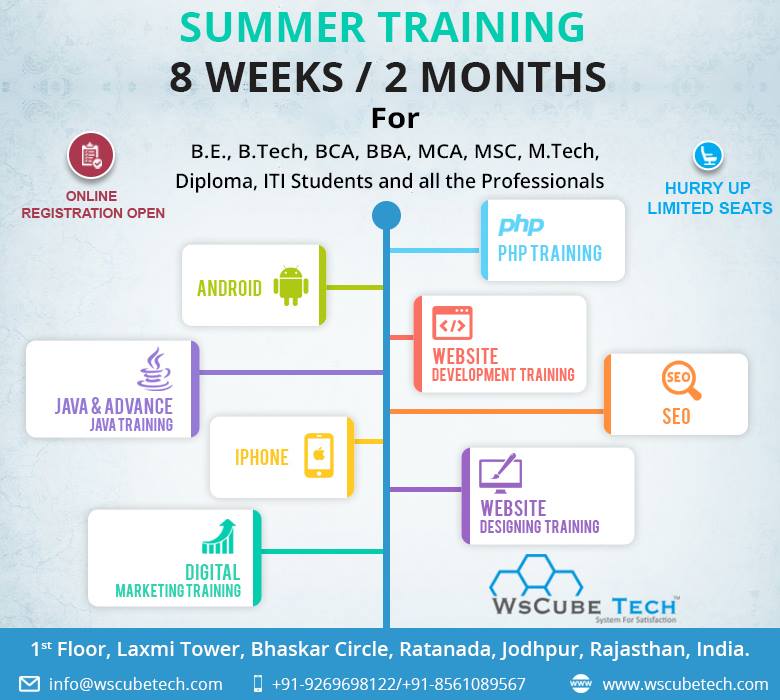 SUMMER TRAINING
8 WEEKS / 2 MONTHS
For
B.E., B.Tech, BCA, BBA, MCA, MSC, M.Tech,
Diploma, ITI Students and all the Professionals
ONLINE
REGISTRATION OPEN
HURRY UP
LIMITED SEATS
php
PHP TRAINING
ANDROID
WEBSITE
DEVELOPMENT TRAINING
JAVA & ADVANCE
JAVA TRAINING
SEO
SEO
IPHONE
WEBSITE
DESIGNING TRAINING
DIGITAL
MARKETING TRAINING
WSCUBE TECH™
System For Satisfaction
1st Floor, Laxmi Tower, Bhaskar Circle, Ratanada, Jodhpur, Rajasthan, India.
info@wscubetech.com +91-9269698122/+91-8561089567 www www.wscubetech.com